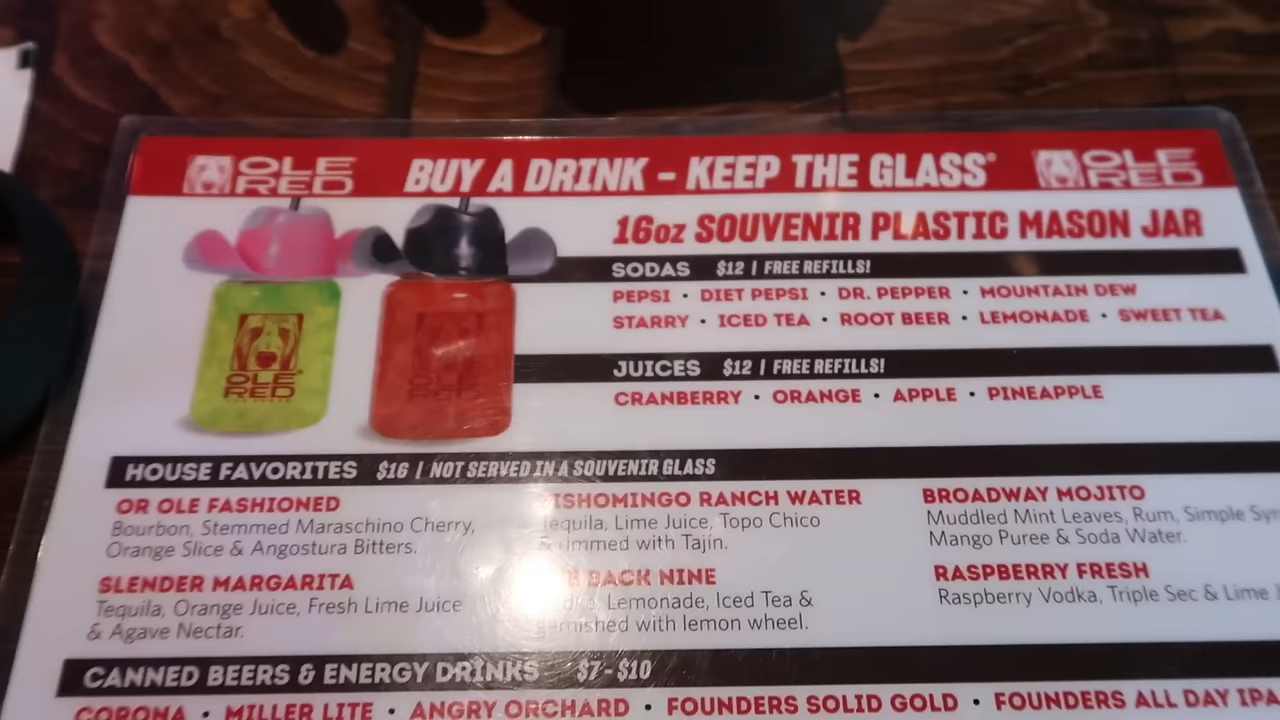 OLE RED
BUY A DRINK - KEEP THE GLASS®
OLE RED
16oz SOUVENIR PLASTIC MASON JAR
SODAS $12 | FREE REFILLS!
PEPSI • DIET PEPSI • DR. PEPPER • MOUNTAIN DEW
STARRY • ICED TEA • ROOT BEER • LEMONADE • SWEET TEA
JUICES $12 | FREE REFILLS!
CRANBERRY • ORANGE • APPLE • PINEAPPLE
OLE RED
OLE RED
HOUSE FAVORITES $16 | NOT SERVED IN A SOUVENIR GLASS
OR OLE FASHIONED
Bourbon, Stemmed Maraschino Cherry,
Orange Slice & Angostura Bitters.
SLENDER MARGARITA
Tequila, Orange Juice, Fresh Lime Juice
& Agave Nectar.
TISHOMINGO RANCH WATER
Tequila, Lime Juice, Topo Chico
& rimmed with Tajín.
BACK NINE
Lemonade, Iced Tea &
garnished with lemon wheel.
BROADWAY MOJITO
Muddled Mint Leaves, Rum, Simple
Mango Puree & Soda Water.
RASPBERRY FRESH
Raspberry Vodka, Triple Sec & Lime
CANNED BEERS & ENERGY DRINKS $7 - $10
CORONA • MILLER LITE • ANGRY ORCHARD • FOUNDERS SOLID GOLD • FOUNDERS ALL DAY IPA